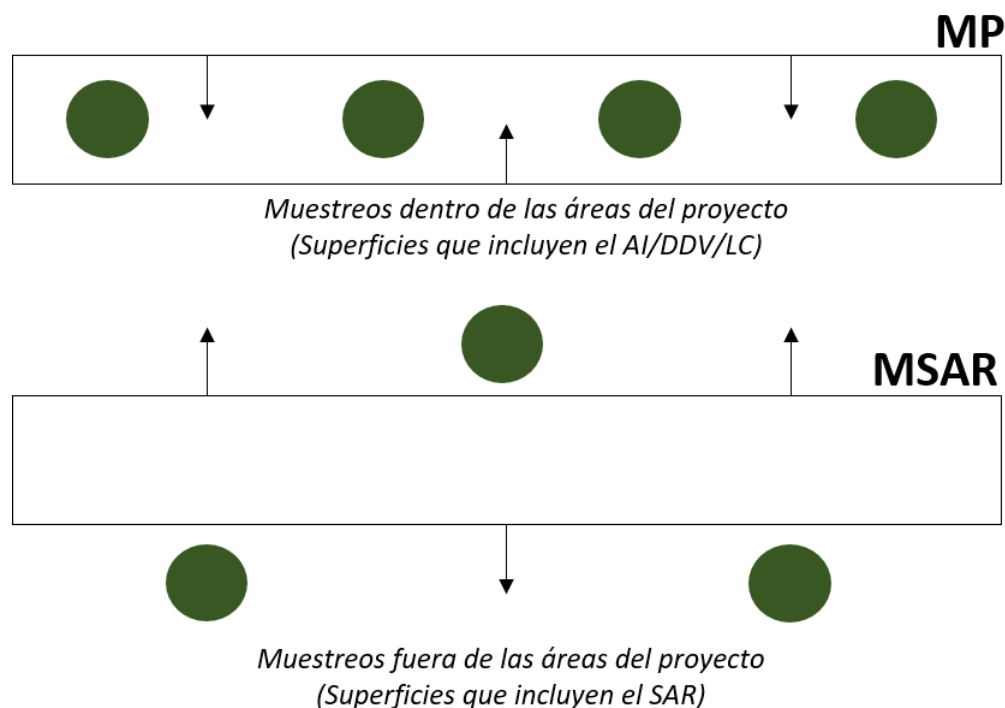 MP
Muestreos dentro de las áreas del proyecto
(Superficies que incluyen el AI/DDV/LC)
MSAR
Muestreos fuera de las áreas del proyecto
(Superficies que incluyen el SAR)